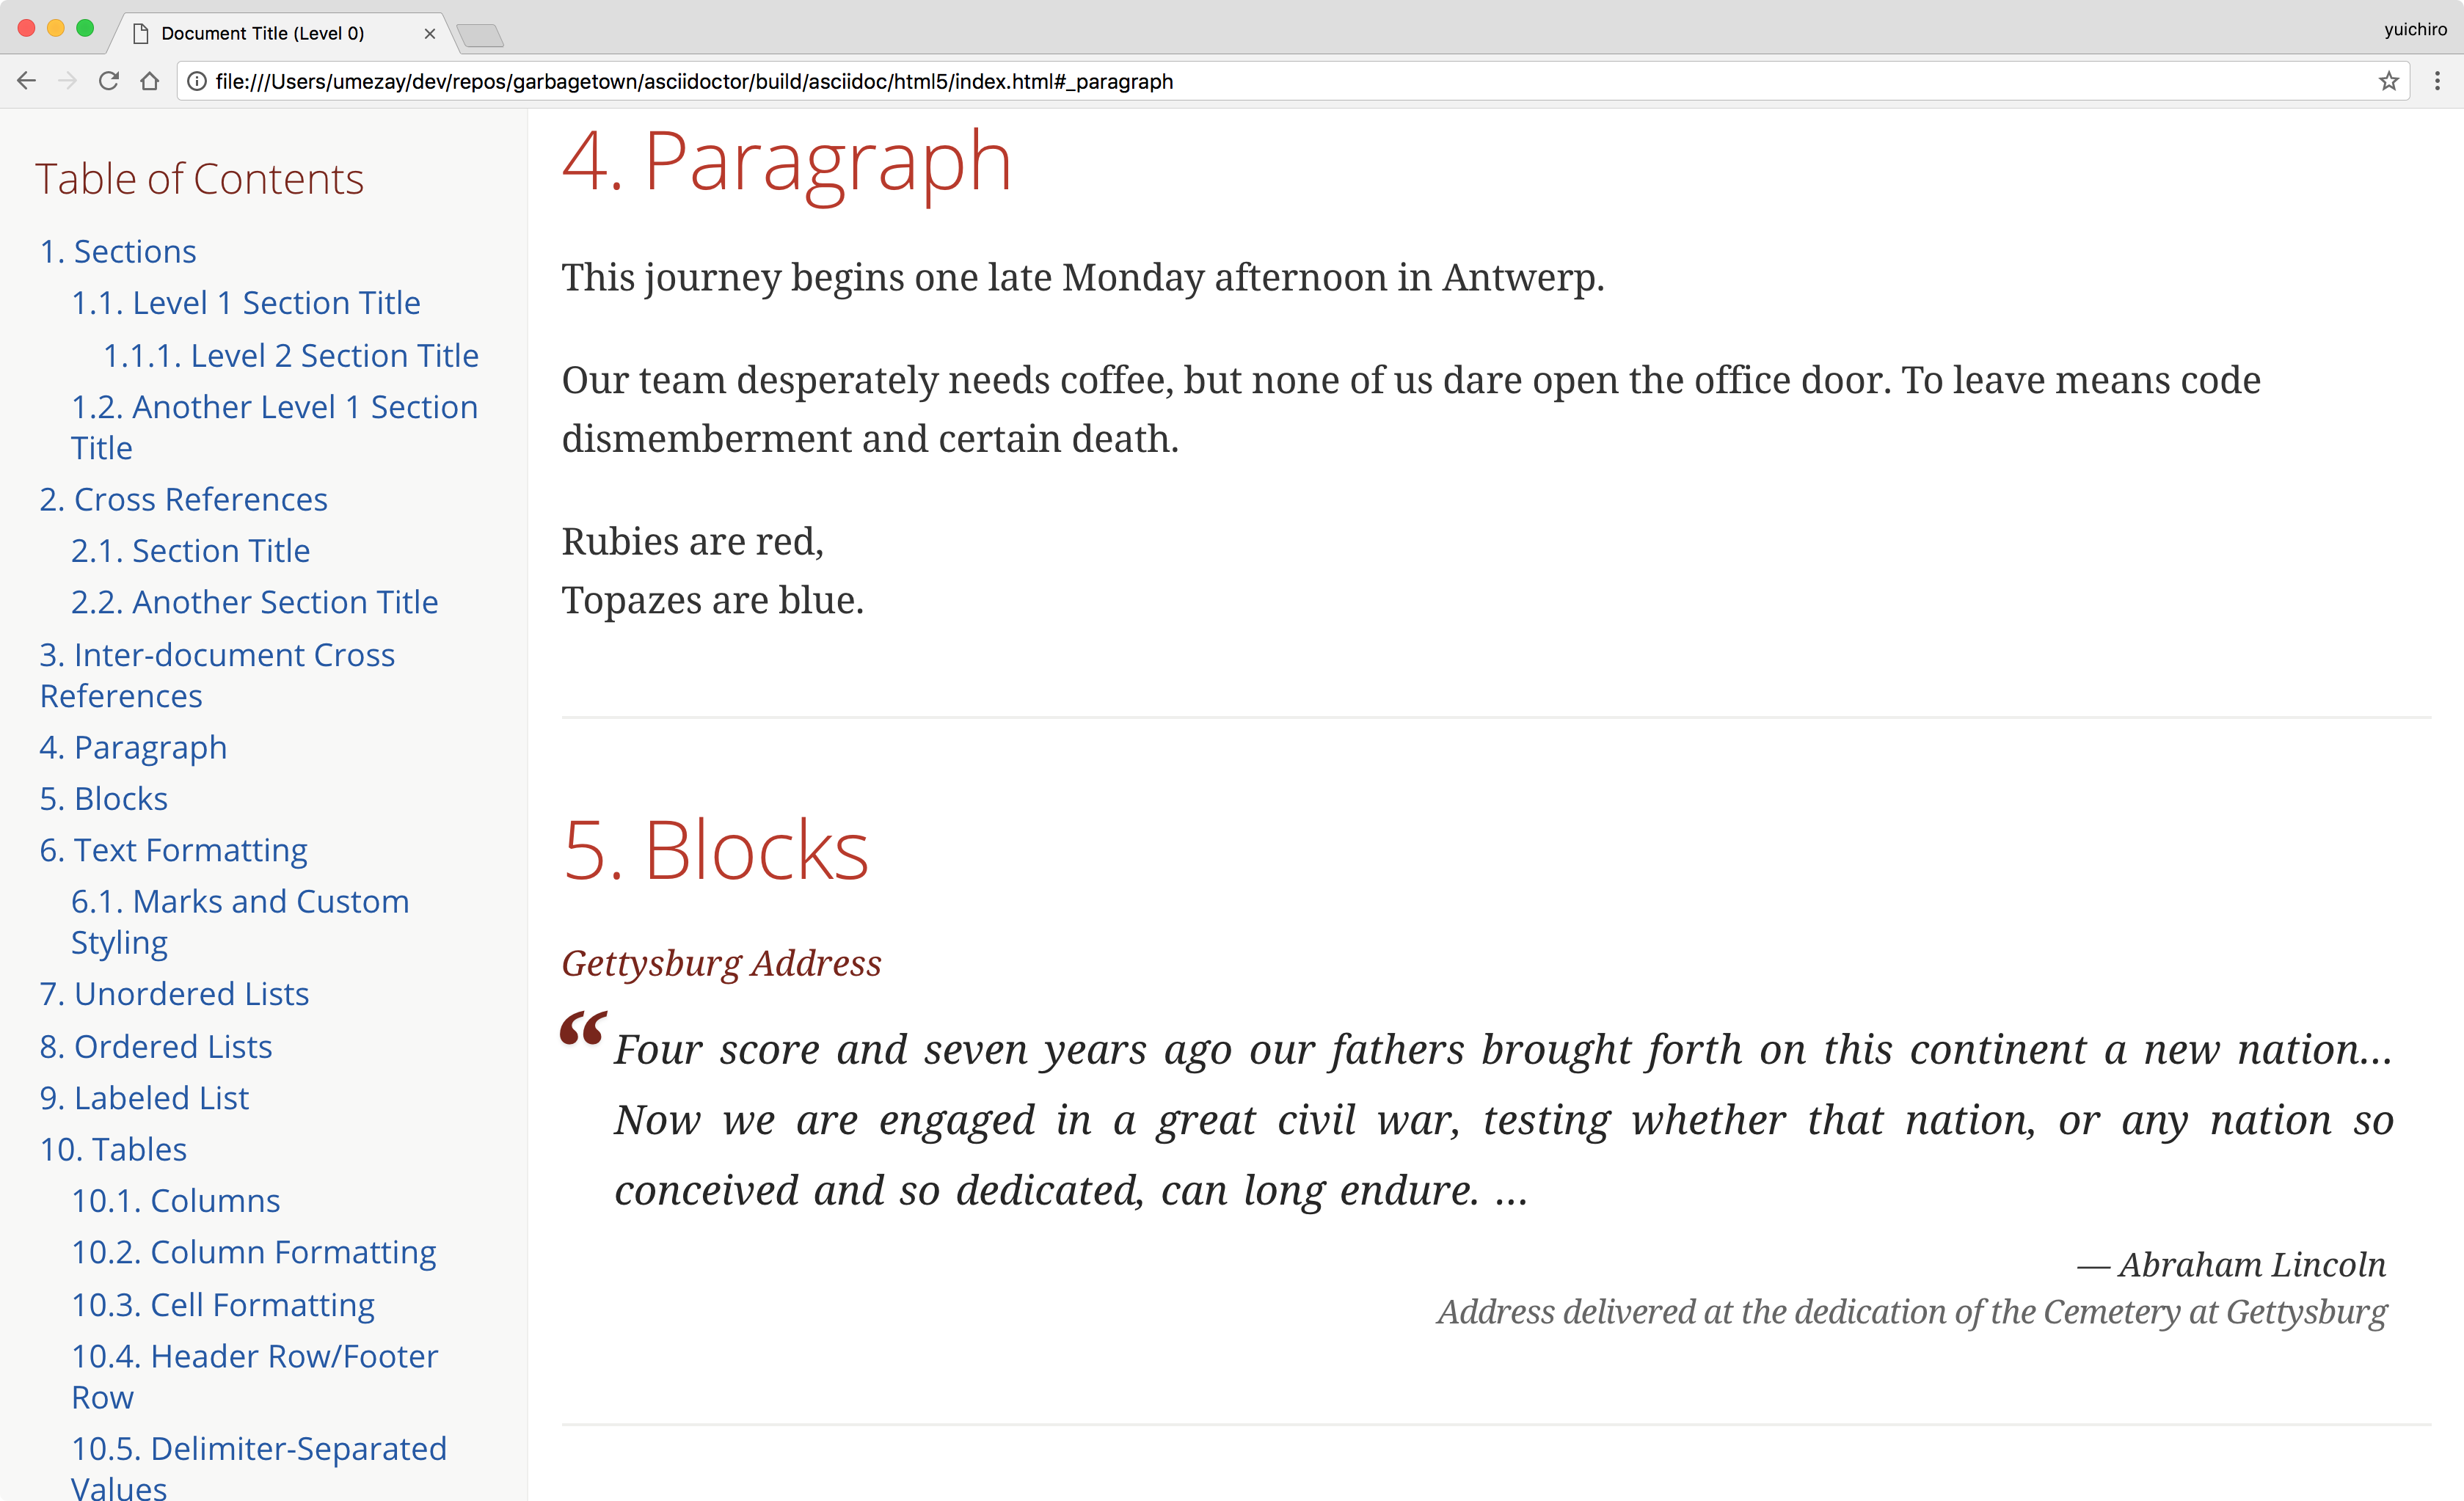 Document Title (Level 0)
yuichiro
file:///Users/umezay/dev/repos/garbagetown/asciidoctor/build/asciidoc/html5/index.html#_paragraph
Table of Contents
1. Sections
1.1. Level 1 Section Title
1.1.1. Level 2 Section Title
1.2. Another Level 1 Section
Title
2. Cross References
2.1. Section Title
2.2. Another Section Title
3. Inter-document Cross
References
4. Paragraph
5. Blocks
6. Text Formatting
6.1. Marks and Custom
Styling
7. Unordered Lists
8. Ordered Lists
9. Labeled List
10. Tables
10.1. Columns
10.2. Column Formatting
10.3. Cell Formatting
10.4. Header Row/Footer
Row
10.5. Delimiter-Separated
Values
4. Paragraph
This journey begins one late Monday afternoon in Antwerp.
Our team desperately needs coffee, but none of us dare open the office door. To leave means code
dismemberment and certain death.
Rubies are red,
Topazes are blue.
5. Blocks
Gettysburg Address
“
Four score and seven years ago our fathers brought forth on this continent a new nation…
Now we are engaged in a great civil war, testing whether that nation, or any nation so
conceived and so dedicated, can long endure. …
— Abraham Lincoln
Address delivered at the dedication of the Cemetery at Gettysburg